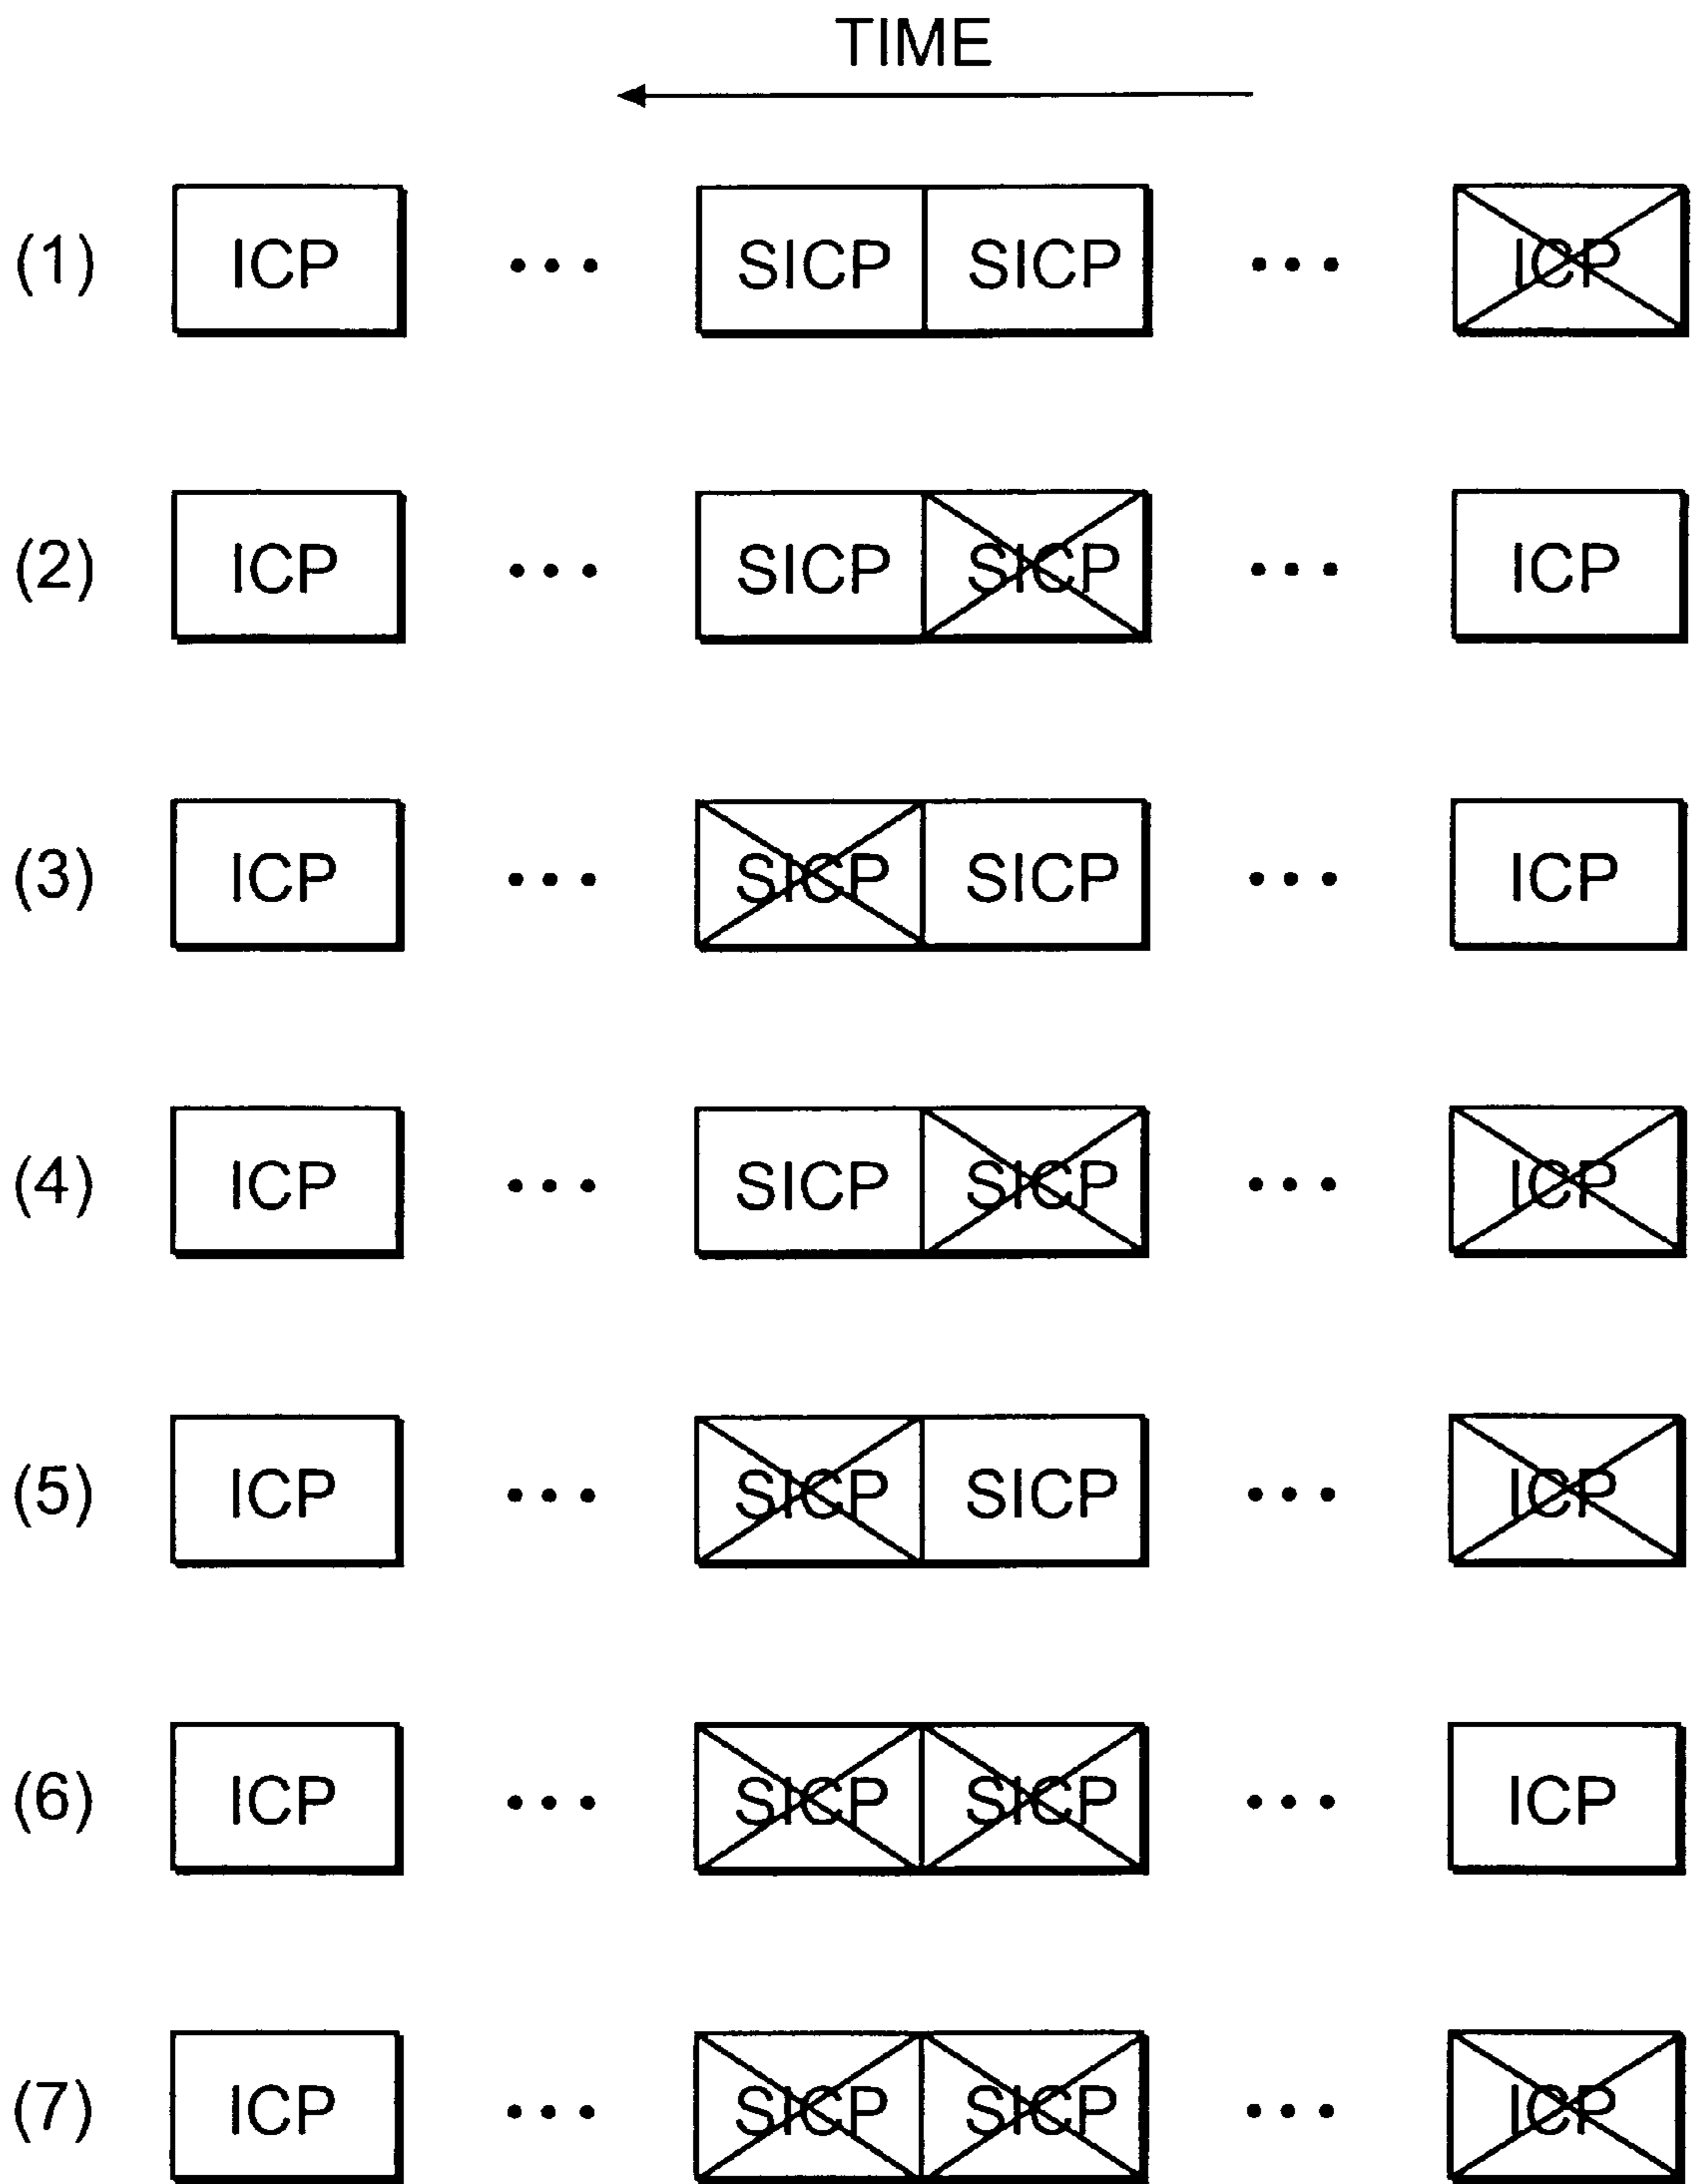 TIME
(1) ICP ... SICP SICP ... ICP
(2) ICP ... SICP SICP ... ICP
(3) ICP ... SICP SICP ... ICP
(4) ICP ... SICP SICP ... ICP
(5) ICP ... SICP SICP ... ICP
(6) ICP ... SICP SICP ... ICP
(7) ICP ... SICP SICP ... ICP